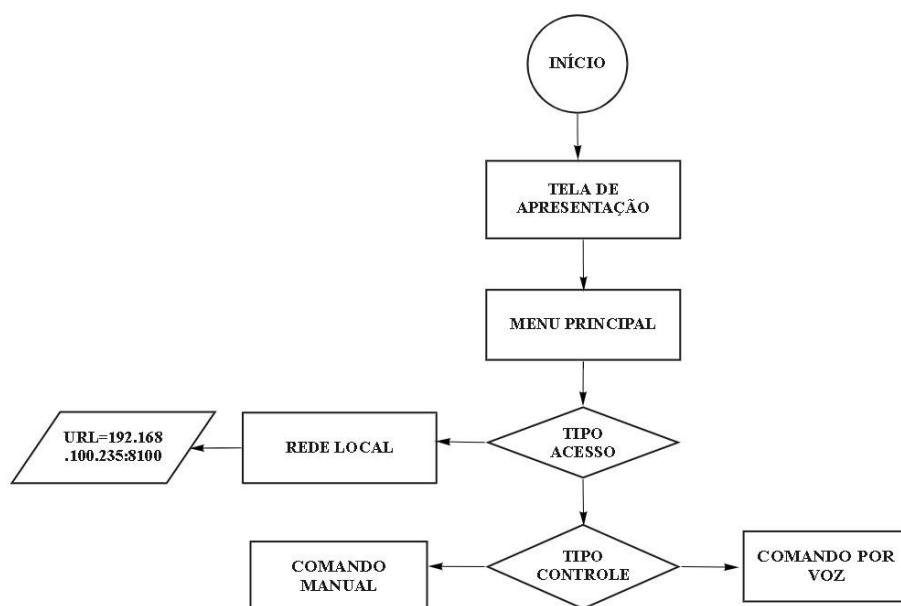 INÍCIO
TELA DE
APRESENTAÇÃO
MENU PRINCIPAL
TIPO
ACESSO
REDE LOCAL
URL=192.168
.100.235:8100
TIPO
CONTROLE
COMANDO
MANUAL
COMANDO POR
VOZ